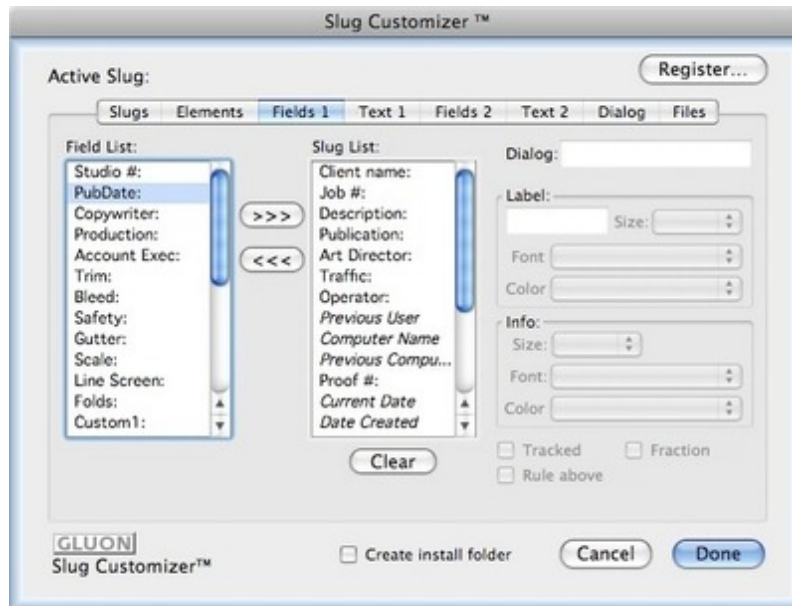 Slug Customizer ™
Active Slug:
Register...
Slugs Elements Fields 1 Text 1 Fields 2 Text 2 Dialog Files
Field List:
Studio #:
PubDate:
Copywriter:
Production:
Account Exec:
Trim:
Bleed:
Safety:
Gutter:
Scale:
Line Screen:
Folds:
Custom1:
>>>
<<<
Slug List:
Client name:
Job #:
Description:
Publication:
Art Director:
Traffic:
Operator:
Previous User
Computer Name
Previous Compu...
Proof #:
Current Date
Date Created
Clear
Dialog:
Label:
Size:
Font
Color
Info:
Size:
Font:
Color
Tracked Fraction
Rule above
GLUON
Slug Customizer™
Create install folder
Cancel
Done